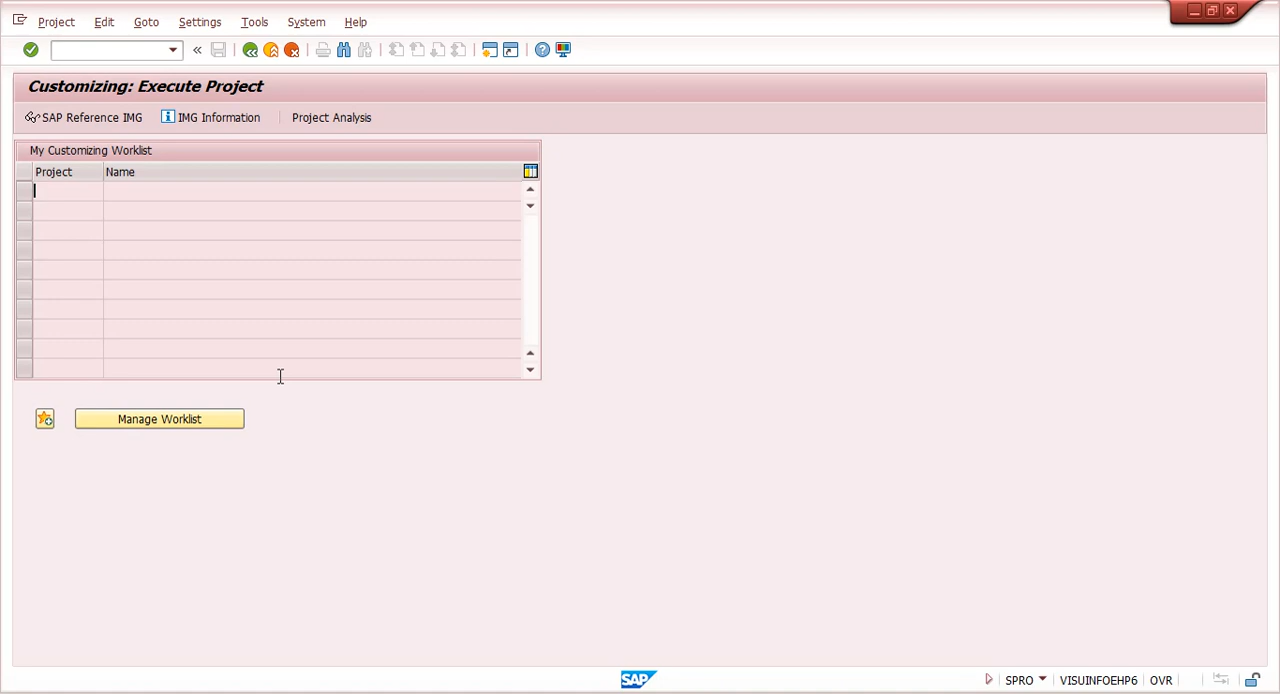 Project Edit Goto Settings Tools System Help
Customizing: Execute Project
SAP Reference IMG IMG Information Project Analysis
My Customizing Worklist
Project Name
Manage Worklist
SAP SPRO VISUINFOEHP6 OVR